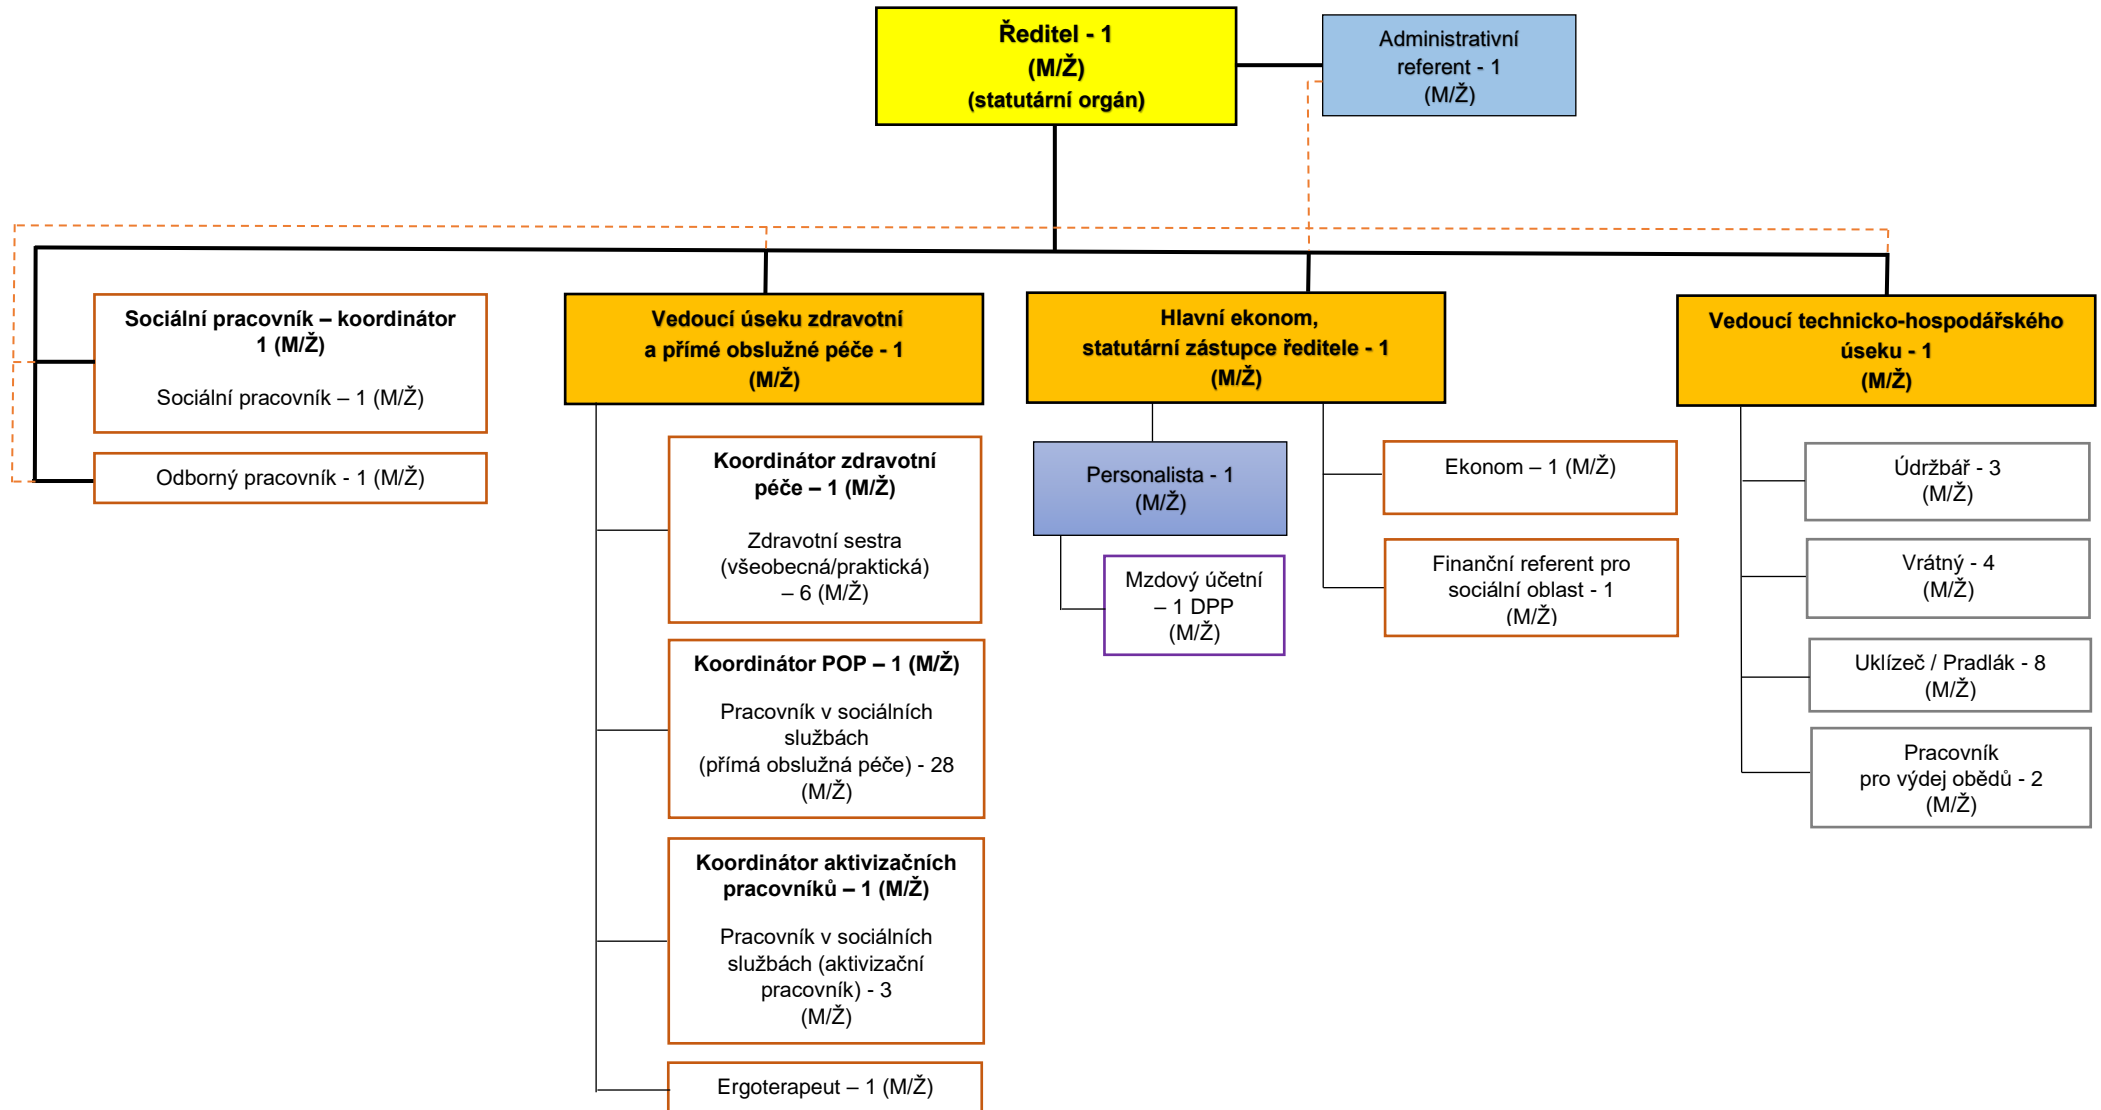 Ředitel - 1
(M/Ž)
(statutární orgán)
Administrativní
referent - 1
(M/Ž)
Sociální pracovník – koordinátor
1 (M/Ž)
Sociální pracovník – 1 (M/Ž)
Odborný pracovník - 1 (M/Ž)
Vedoucí úseku zdravotní
a přímé obslužné péče - 1
(M/Ž)
Koordinátor zdravotní
péče – 1 (M/Ž)
Zdravotní sestra
(všeobecná/praktická)
– 6 (M/Ž)
Koordinátor POP – 1 (M/Ž)
Pracovník v sociálních
službách
(přímá obslužná péče) - 28
(M/Ž)
Koordinátor aktivizačních
pracovníků – 1 (M/Ž)
Pracovník v sociálních
službách (aktivizační
pracovník) - 3
(M/Ž)
Ergoterapeut – 1 (M/Ž)
Hlavní ekonom,
statutární zástupce ředitele - 1
(M/Ž)
Personalista - 1
(M/Ž)
Mzdový účetní
– 1 DPP
(M/Ž)
Ekonom – 1 (M/Ž)
Finanční referent pro
sociální oblast - 1
(M/Ž)
Vedoucí technicko-hospodářského
úseku - 1
(M/Ž)
Údržbář - 3
(M/Ž)
Vrátný - 4
(M/Ž)
Uklízeč / Pradlák - 8
(M/Ž)
Pracovník
pro výdej obědů - 2
(M/Ž)